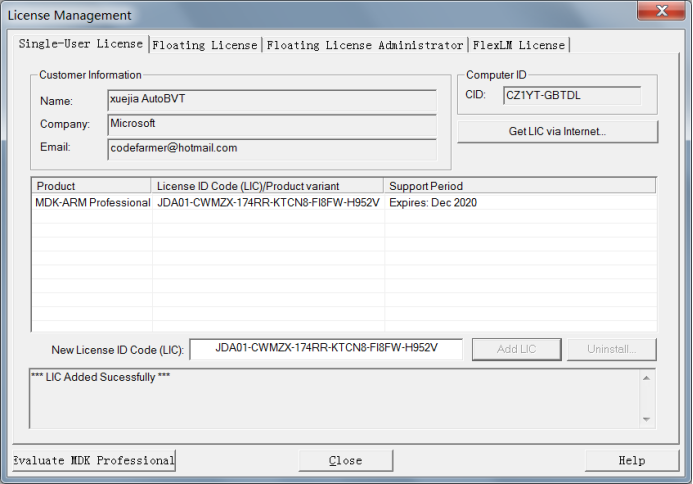 License Management
Single-User License Floating License Floating License Administrator FlexLM License
Customer Information
Name: xuejia AutoBVT
Company: Microsoft
Email: codefarmer@hotmail.com
Computer ID
CID: CZ1YT-GBTDL
Get LIC via Internet...
Product License ID Code (LIC)/Product variant Support Period
MDK-ARM Professional JDA01-CWMZX-174RR-KTCN8-FI8FW-H952V Expires: Dec 2020
New License ID Code (LIC): JDA01-CWMZX-174RR-KTCN8-FI8FW-H952V Add LIC Uninstall...
*** LIC Added Sucessfully ***
Evaluate MDK Professional Close Help